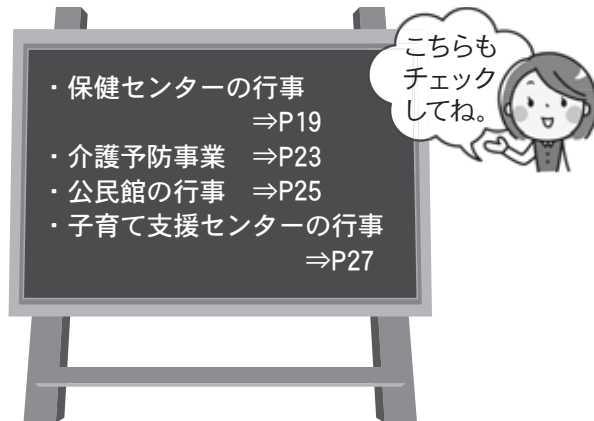 ・保健センターの行事
⇒P19
・介護予防事業　⇒P23
・公民館の行事　⇒P25
・子育て支援センターの行事
⇒P27
こちらも
チェック
してね。